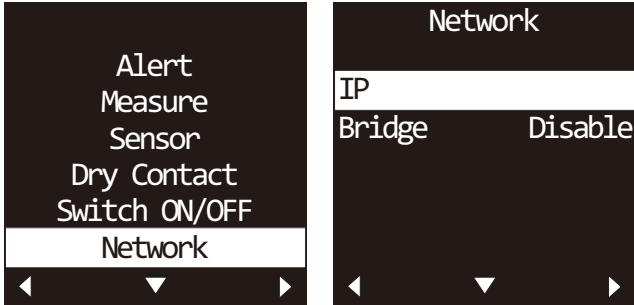 Alert
Measure
Sensor
Dry Contact
Switch ON/OFF
Network
Network
IP
Bridge Disable